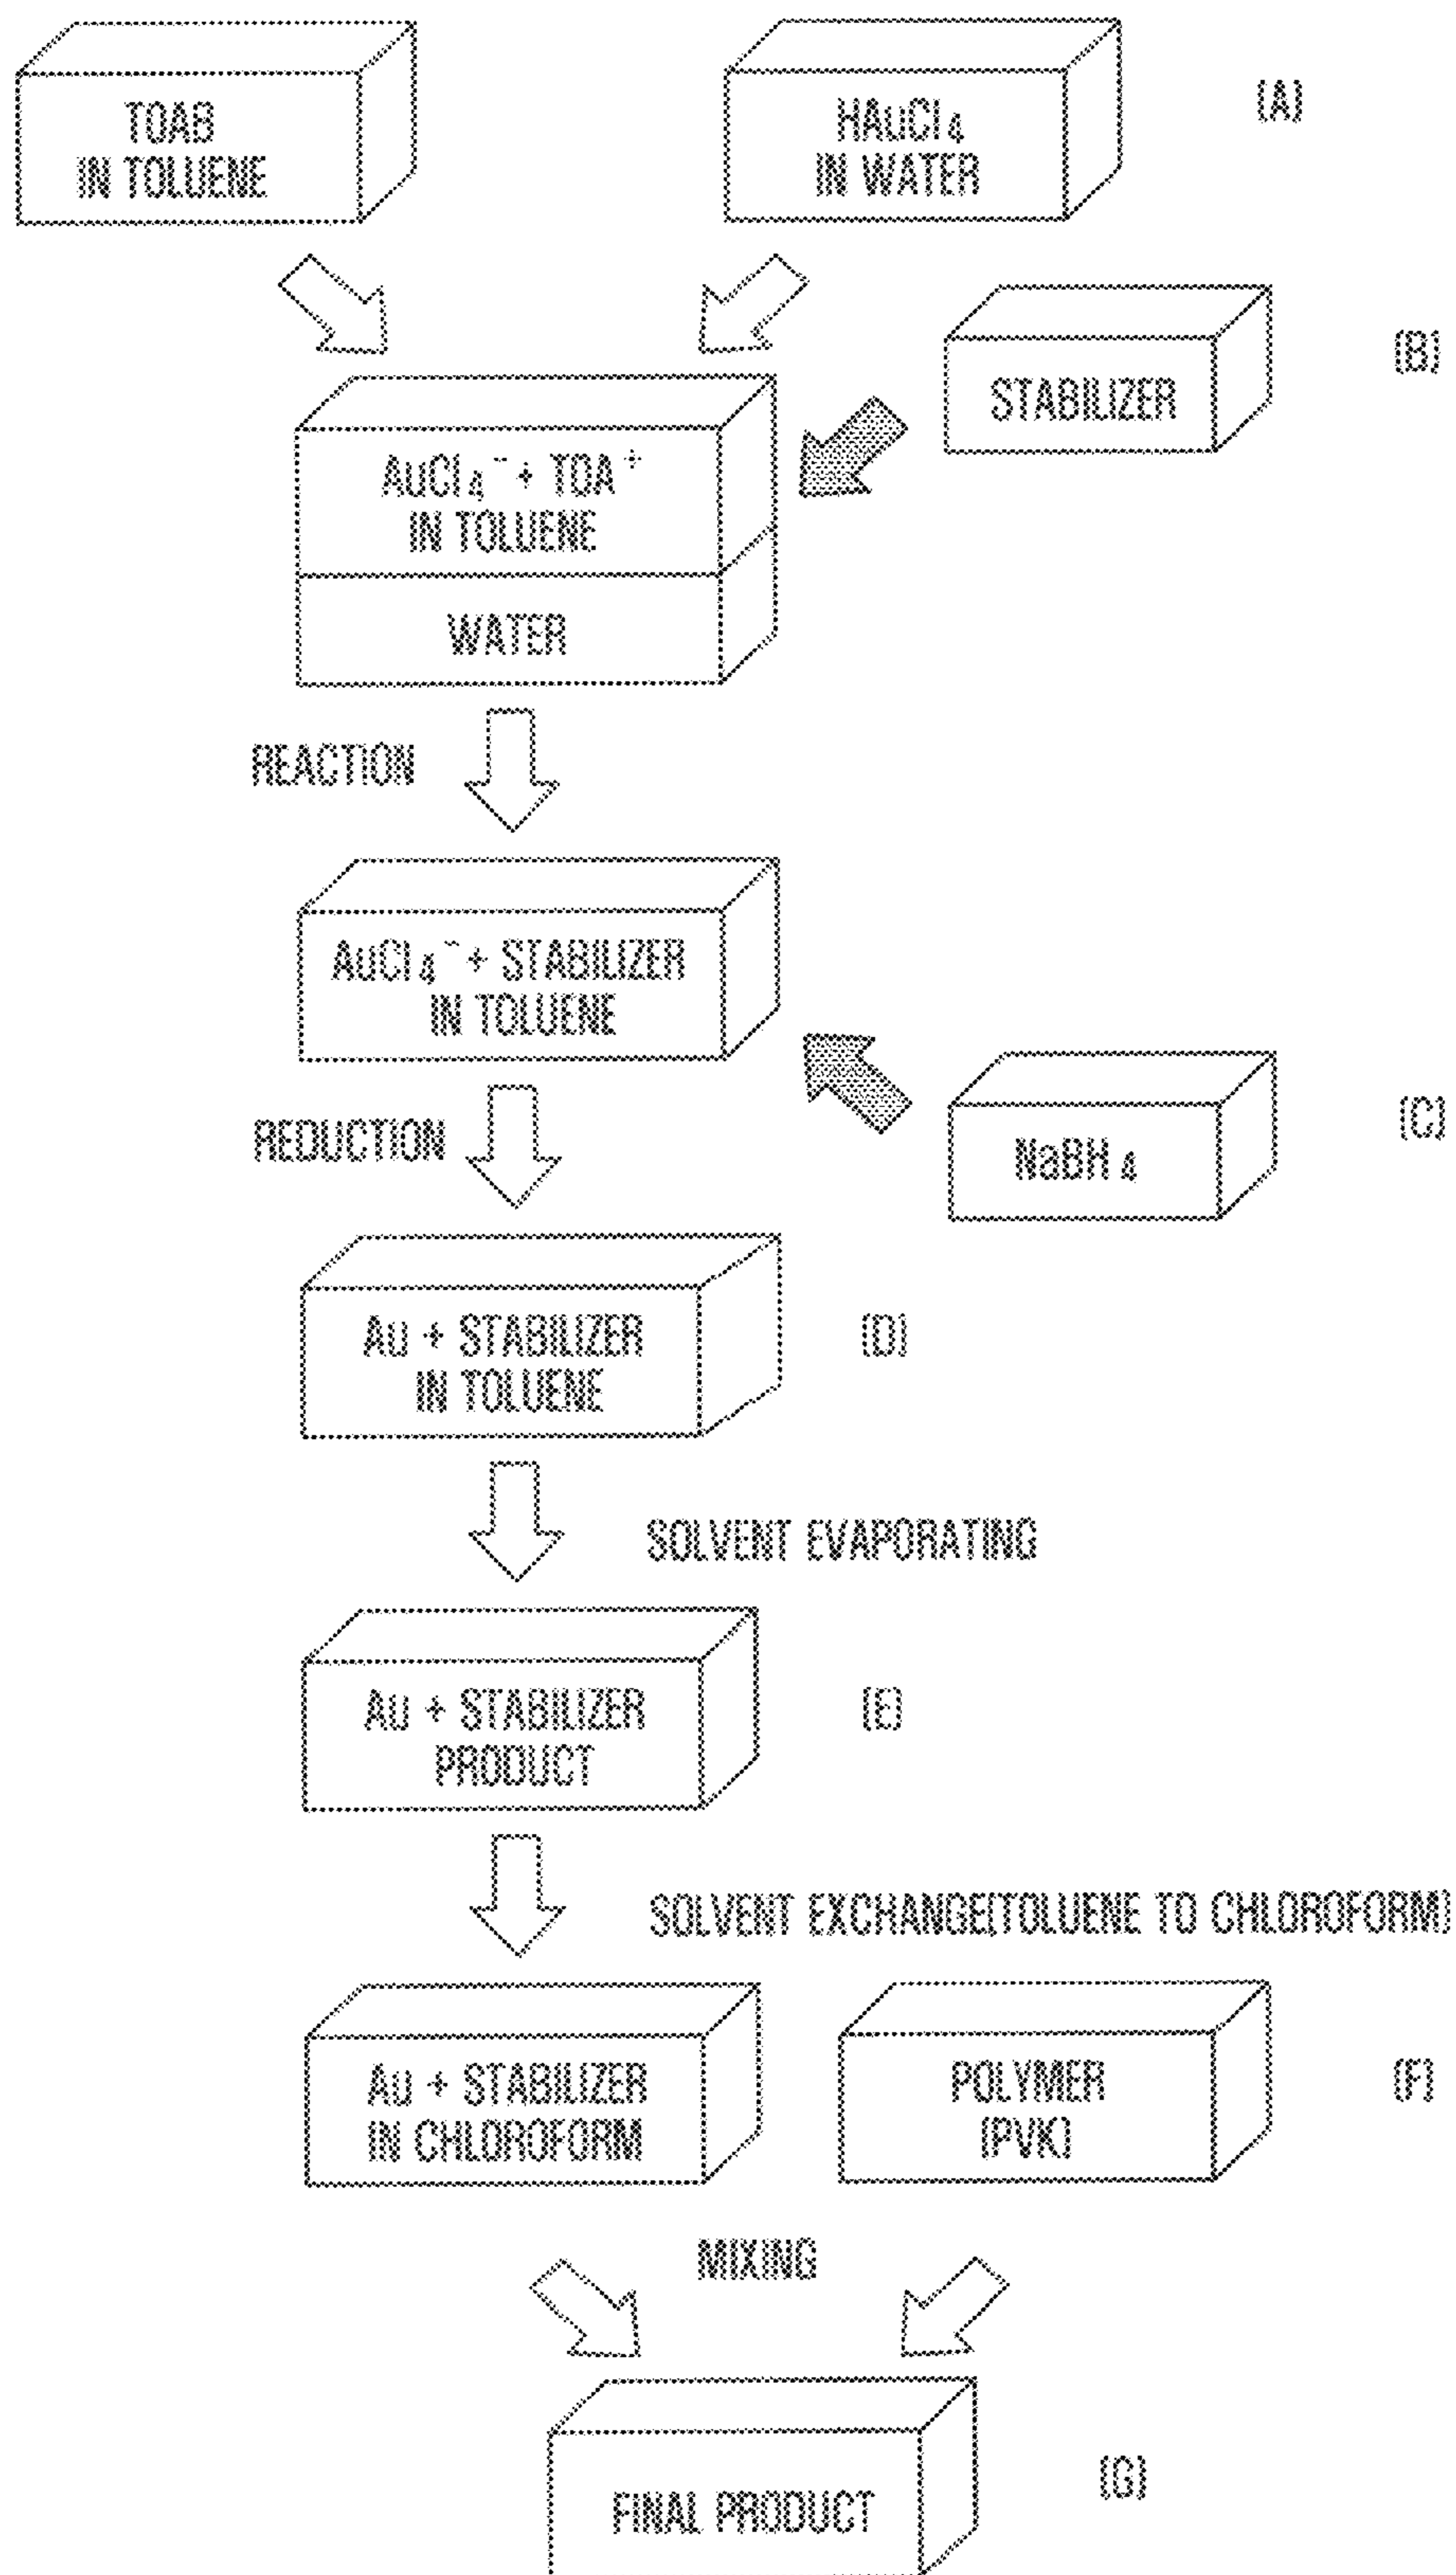 TOAB
IN TOLUENE
HAuCl4
IN WATER
(A)
STABILIZER
(B)
AuCl4⁻ + TOA⁺
IN TOLUENE
WATER
REACTION
AuCl4⁻ + STABILIZER
IN TOLUENE
NaBH4
(C)
REDUCTION
Au + STABILIZER
IN TOLUENE
(D)
SOLVENT EVAPORATING
Au + STABILIZER
PRODUCT
(E)
SOLVENT EXCHANGE(TOLUENE TO CHLOROFORM)
Au + STABILIZER
IN CHLOROFORM
POLYMER
(PVK)
(F)
MIXING
FINAL PRODUCT
(G)